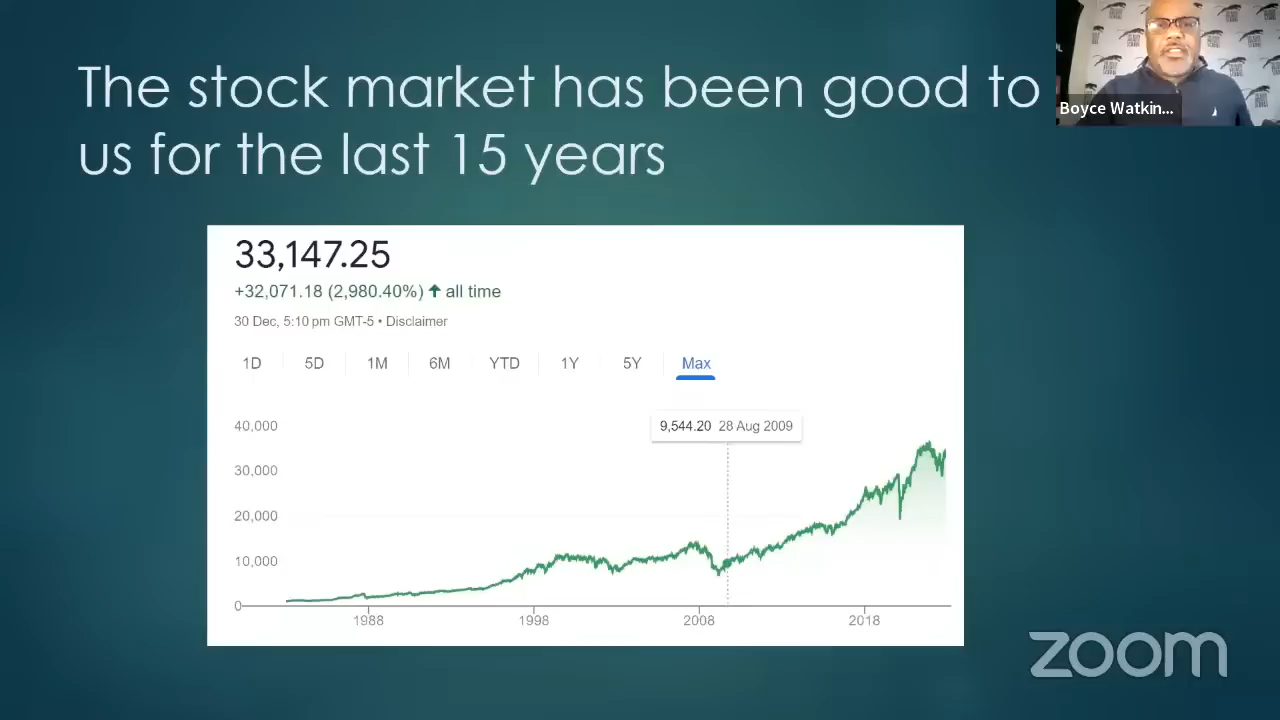 The stock market has been good to
us for the last 15 years
Boyce Watkin...
33,147.25
+32,071.18 (2,980.40%) ↑ all time
30 Dec, 5:10 pm GMT-5 • Disclaimer
1D 5D 1M 6M YTD 1Y 5Y Max
9,544.20 28 Aug 2009
40,000
30,000
20,000
10,000
0
1988 1998 2008 2018
zoom